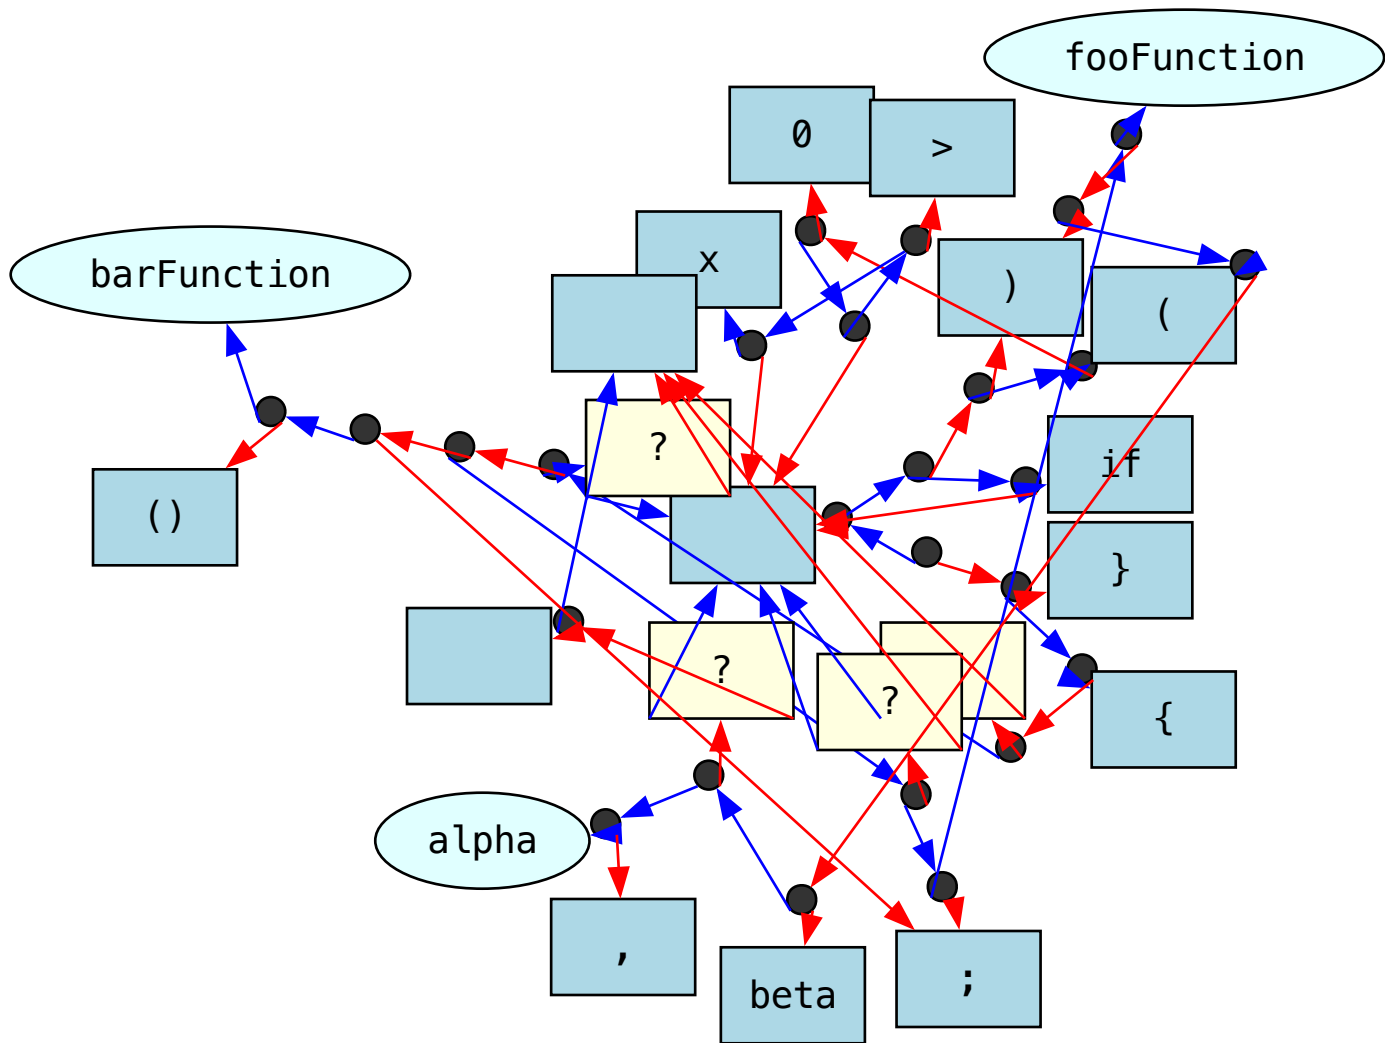 fooFunction
0
>
x
barFunction
)
(
?
if
()
}
?
?
{
alpha
,
beta
;